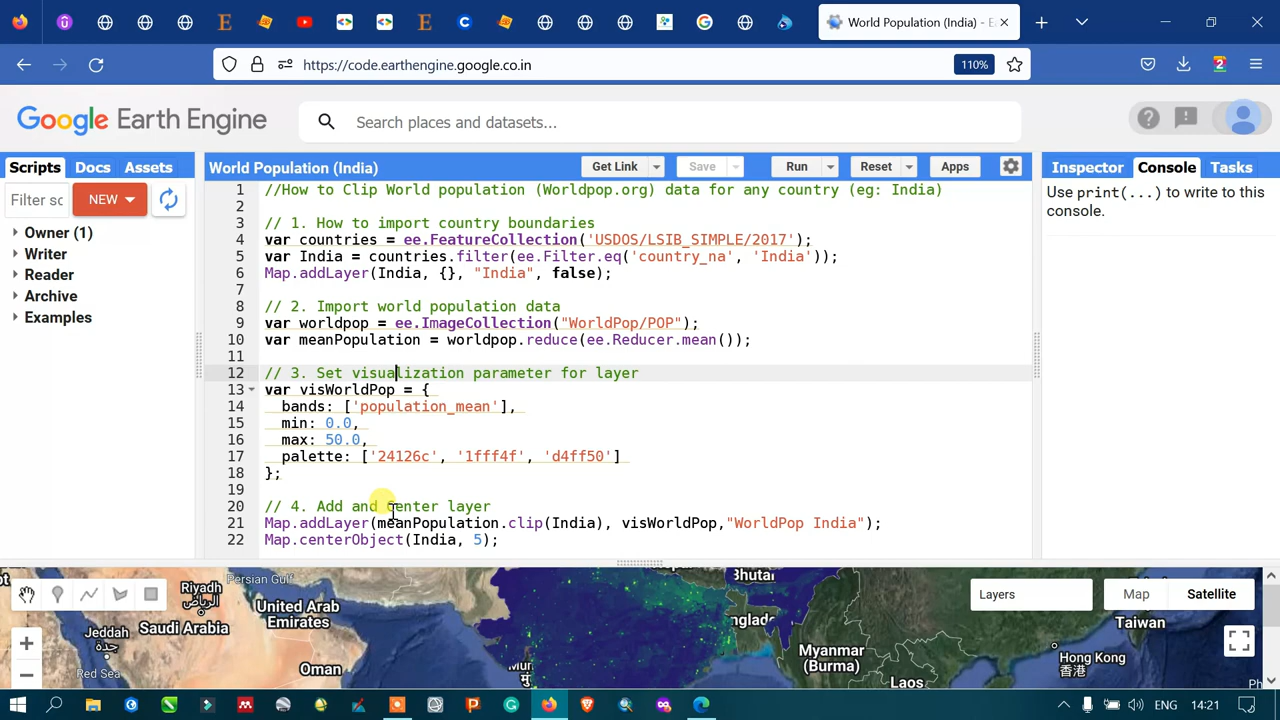 World Population (India) - E
https://code.earthengine.google.co.in
110%
Google Earth Engine
Search places and datasets...
Scripts Docs Assets
World Population (India)
Get Link
Save
Run
Reset
Apps
Inspector Console Tasks
Filter sc
NEW
Owner (1)
Writer
Reader
Archive
Examples
1 //How to Clip World population (Worldpop.org) data for any country (eg: India)
2
3 // 1. How to import country boundaries
4 var countries = ee.FeatureCollection('USDOS/LSIB_SIMPLE/2017');
5 var India = countries.filter(ee.Filter.eq('country_na', 'India'));
6 Map.addLayer(India, {}, "India", false);
7
8 // 2. Import world population data
9 var worldpop = ee.ImageCollection("WorldPop/POP");
10 var meanPopulation = worldpop.reduce(ee.Reducer.mean());
11
12 // 3. Set visualization parameter for layer
13 var visWorldPop = {
14 bands: ['population_mean'],
15 min: 0.0,
16 max: 50.0,
17 palette: ['24126c', '1fff4f', 'd4ff50']
18 };
19
20 // 4. Add and Center layer
21 Map.addLayer(meanPopulation.clip(India), visWorldPop,"WorldPop India");
22 Map.centerObject(India, 5);
Use print(...) to write to this
console.
Riyadh
الرياض
Persian Gulf
United Arab
Emirates
Jeddah
جدة
Saudi Arabia
Red Sea
Oman
Mum
Bhutan
nglade
Myanmar
(Burma)
Laos
Hong Kong
香港
Taiwan
Ph
Layers
Map Satellite
ENG 14:21